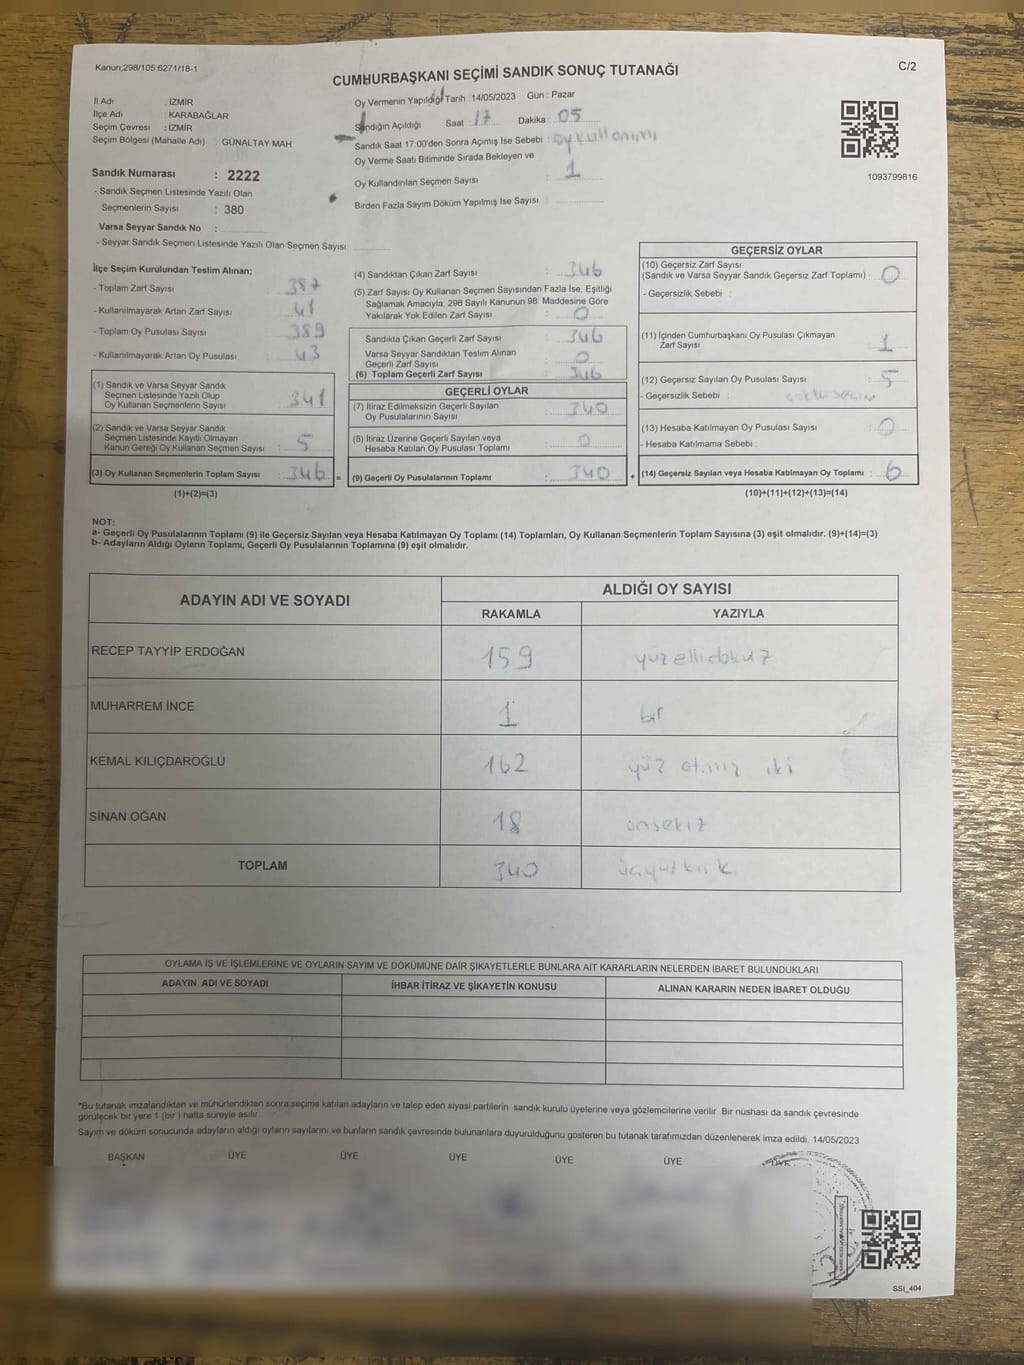 Kanun;298/105;6271/18-1
CUMHURBAŞKANI SEÇİMİ SANDIK SONUÇ TUTANAĞI
C/2
İl Adı : İZMİR
İlçe Adı : KARABAĞLAR
Seçim Çevresi : İZMİR
Seçim Bölgesi (Mahalle Adı) : GÜNALTAY MAH
Sandık Numarası : 2222
- Sandık Seçmen Listesinde Yazılı Olan
Seçmenlerin Sayısı : 380
Varsa Seyyar Sandık No :
- Seyyar Sandık Seçmen Listesinde Yazılı Olan Seçmen Sayısı:
Oy Vermenin Yapıldığı Tarih :14/05/2023 Gün : Pazar
Sandığın Açıldığı Saat : 17 Dakika : 05
Sandık Saat 17:00'den Sonra Açımış İse Sebebi : oy kullanımı
Oy Verme Saati Bitiminde Sırada Bekleyen ve
Oy Kullandırılan Seçmen Sayısı : 1
Birden Fazla Sayım Döküm Yapılmış İse Sayısı :
1093799816
İlçe Seçim Kurulundan Teslim Alınan;
- Toplam Zarf Sayısı : 387
- Kullanılmayarak Artan Zarf Sayısı : 41
- Toplam Oy Pusulası Sayısı : 389
- Kullanılmayarak Artan Oy Pusulası : 43
(1) Sandık ve Varsa Seyyar Sandık
Seçmen Listesinde Yazılı Olup
Oy Kullanan Seçmenlerin Sayısı : 341
(2) Sandık ve Varsa Seyyar Sandık
Seçmen Listesinde Kayıtlı Olmayan
Kanun Gereği Oy Kullanan Seçmen Sayısı : 5
(3) Oy Kullanan Seçmenlerin Toplam Sayısı : 346 =
(1)+(2)=(3)
(4) Sandıktan Çıkan Zarf Sayısı : 346
(5) Zarf Sayısı Oy Kullanan Seçmen Sayısından Fazla İse, Eşitliği
Sağlamak Amacıyla; 298 Sayılı Kanunun 98. Maddesine Göre
Yakılarak Yok Edilen Zarf Sayısı : 0
Sandıkta Çıkan Geçerli Zarf Sayısı : 346
Varsa Seyyar Sandıktan Teslim Alınan
Geçerli Zarf Sayısı : 0
(6) Toplam Geçerli Zarf Sayısı : 346
GEÇERLİ OYLAR
(7) İtiraz Edilmeksizin Geçerli Sayılan
Oy Pusulalarının Sayısı : 340
(8) İtiraz Üzerine Geçerli Sayılan veya
Hesaba Katılan Oy Pusulası Toplamı : 0
(9) Geçerli Oy Pusulalarının Toplamı : 340 +
GEÇERSİZ OYLAR
(10) Geçersiz Zarf Sayısı
(Sandık ve Varsa Seyyar Sandık Geçersiz Zarf Toplamı) : 0
- Geçersizlik Sebebi :
(11) İçinden Cumhurbaşkanı Oy Pusulası Çıkmayan
Zarf Sayısı : 1
(12) Geçersiz Sayılan Oy Pusulası Sayısı : 5
- Geçersizlik Sebebi :
(13) Hesaba Katılmayan Oy Pusulası Sayısı : 0
- Hesaba Katılmama Sebebi :
(14) Geçersiz Sayılan veya Hesaba Katılmayan Oy Toplamı : 6
(10)+(11)+(12)+(13)=(14)
NOT:
a- Geçerli Oy Pusulalarının Toplamı (9) ile Geçersiz Sayılan veya Hesaba Katılmayan Oy Toplamı (14) Toplamları, Oy Kullanan Seçmenlerin Toplam Sayısına (3) eşit olmalıdır. (9)+(14)=(3)
b- Adayların Aldığı Oyların Toplamı, Geçerli Oy Pusulalarının Toplamına (9) eşit olmalıdır.
ADAYIN ADI VE SOYADI
ALDIĞI OY SAYISI
RAKAMLA YAZIYLA
RECEP TAYYİP ERDOĞAN 159 yüzellidokuz
MUHARREM İNCE 1 bir
KEMAL KILIÇDAROĞLU 162 yüz atmış iki
SİNAN OĞAN 18 onsekiz
TOPLAM 340 üçyüzkırk
OYLAMA İŞ VE İŞLEMLERİNE VE OYLARIN SAYIM VE DÖKÜMÜNE DAİR ŞİKAYETLERLE BUNLARA AİT KARARLARIN NELERDEN İBARET BULUNDUKLARI
ADAYIN ADI VE SOYADI İHBAR İTİRAZ VE ŞİKAYETİN KONUSU ALINAN KARARIN NEDEN İBARET OLDUĞU
*Bu tutanak imzalandıktan ve mühürlendikten sonra seçime katılan adayların ve talep eden siyasi partilerin sandık kurulu üyelerine veya gözlemcilerine verilir. Bir nüshası da sandık çevresinde
görülecek bir yere 1 (bir ) hafta süreyle asılır.
Sayım ve döküm sonucunda adayların aldığı oyların sayılarını ve bunların sandık çevresinde bulunanlara duyurulduğunu gösteren bu tutanak tarafımızdan düzenlenerek imza edildi. 14/05/2023
BAŞKAN ÜYE ÜYE ÜYE ÜYE ÜYE ÜYE
SSI_404